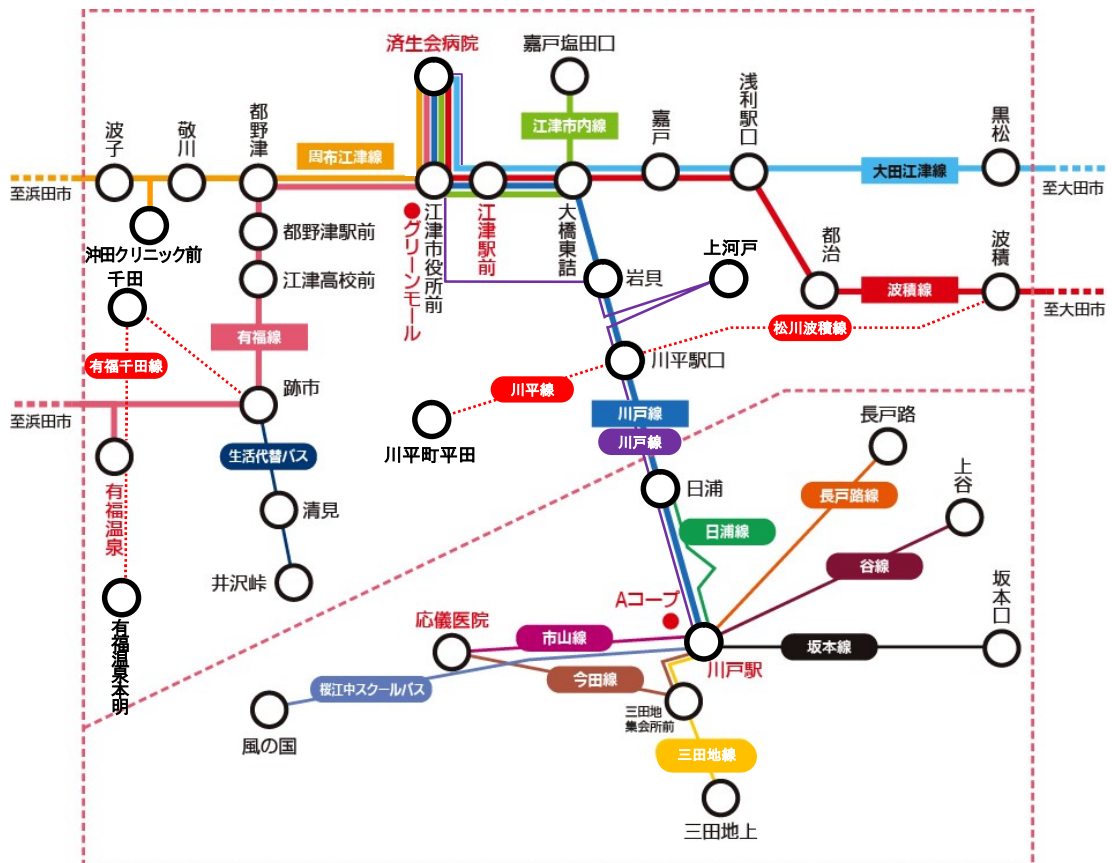 済生会病院
嘉戸塩田口
浅利駅口
黒松
都野津
波子
敬川
周布江津線
江津市内線
嘉戸
大田江津線
至浜田市
至大田市
沖田クリニック前
都野津駅前
●グリーンモール
江津市役所前
江津駅前
大橋東詰
上河戸
都治
波積
千田
江津高校前
岩貝
波積線
至大田市
有福線
松川波積線
有福千田線
川平駅口
跡市
川平線
至浜田市
川戸線
長戸路
川戸線
川平町平田
生活代替バス
上谷
有福温泉
清見
日浦
長戸路線
日浦線
谷線
井沢峠
坂本口
有福温泉本明
応儀医院
Aコープ
市山線
坂本線
川戸駅
桜江中スクールバス
今田線
三田地
集会所前
風の国
三田地線
三田地上